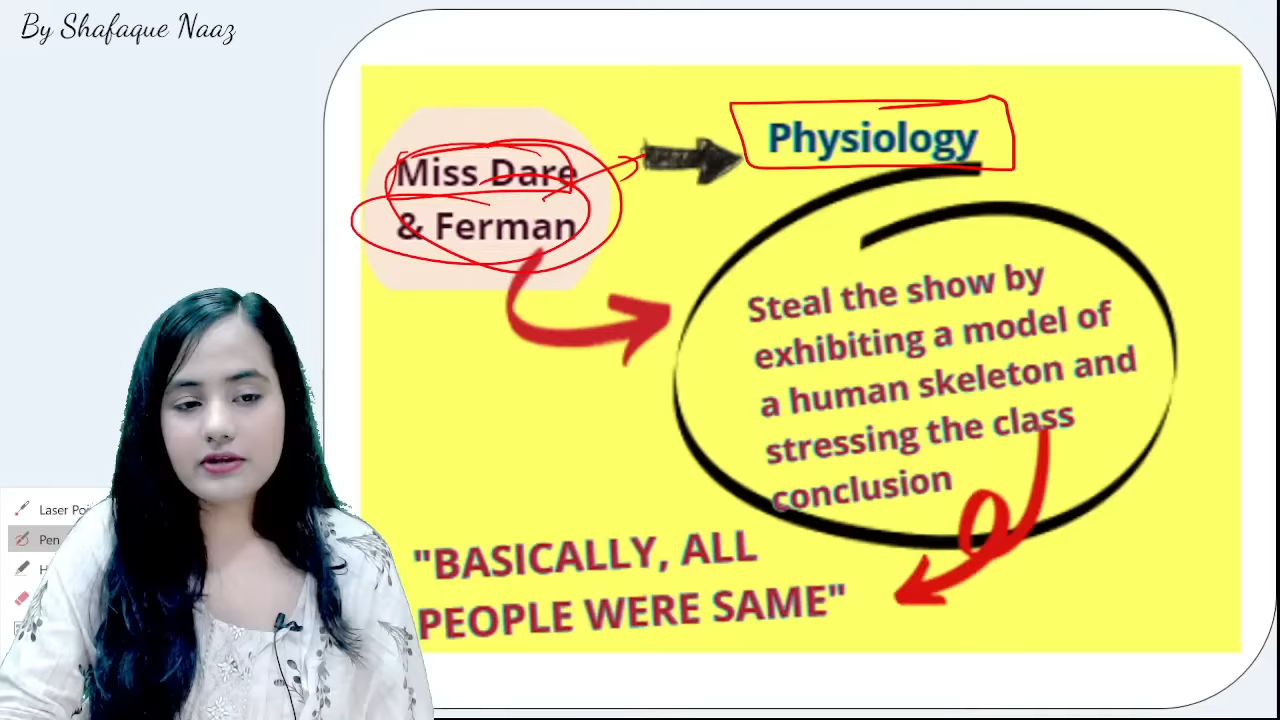 By Shafaque Naaz
Miss Dare
& Ferman
Physiology
Steal the show by
exhibiting a model of
a human skeleton and
stressing the class
conclusion
"BASICALLY, ALL
PEOPLE WERE SAME"
Laser
Pen